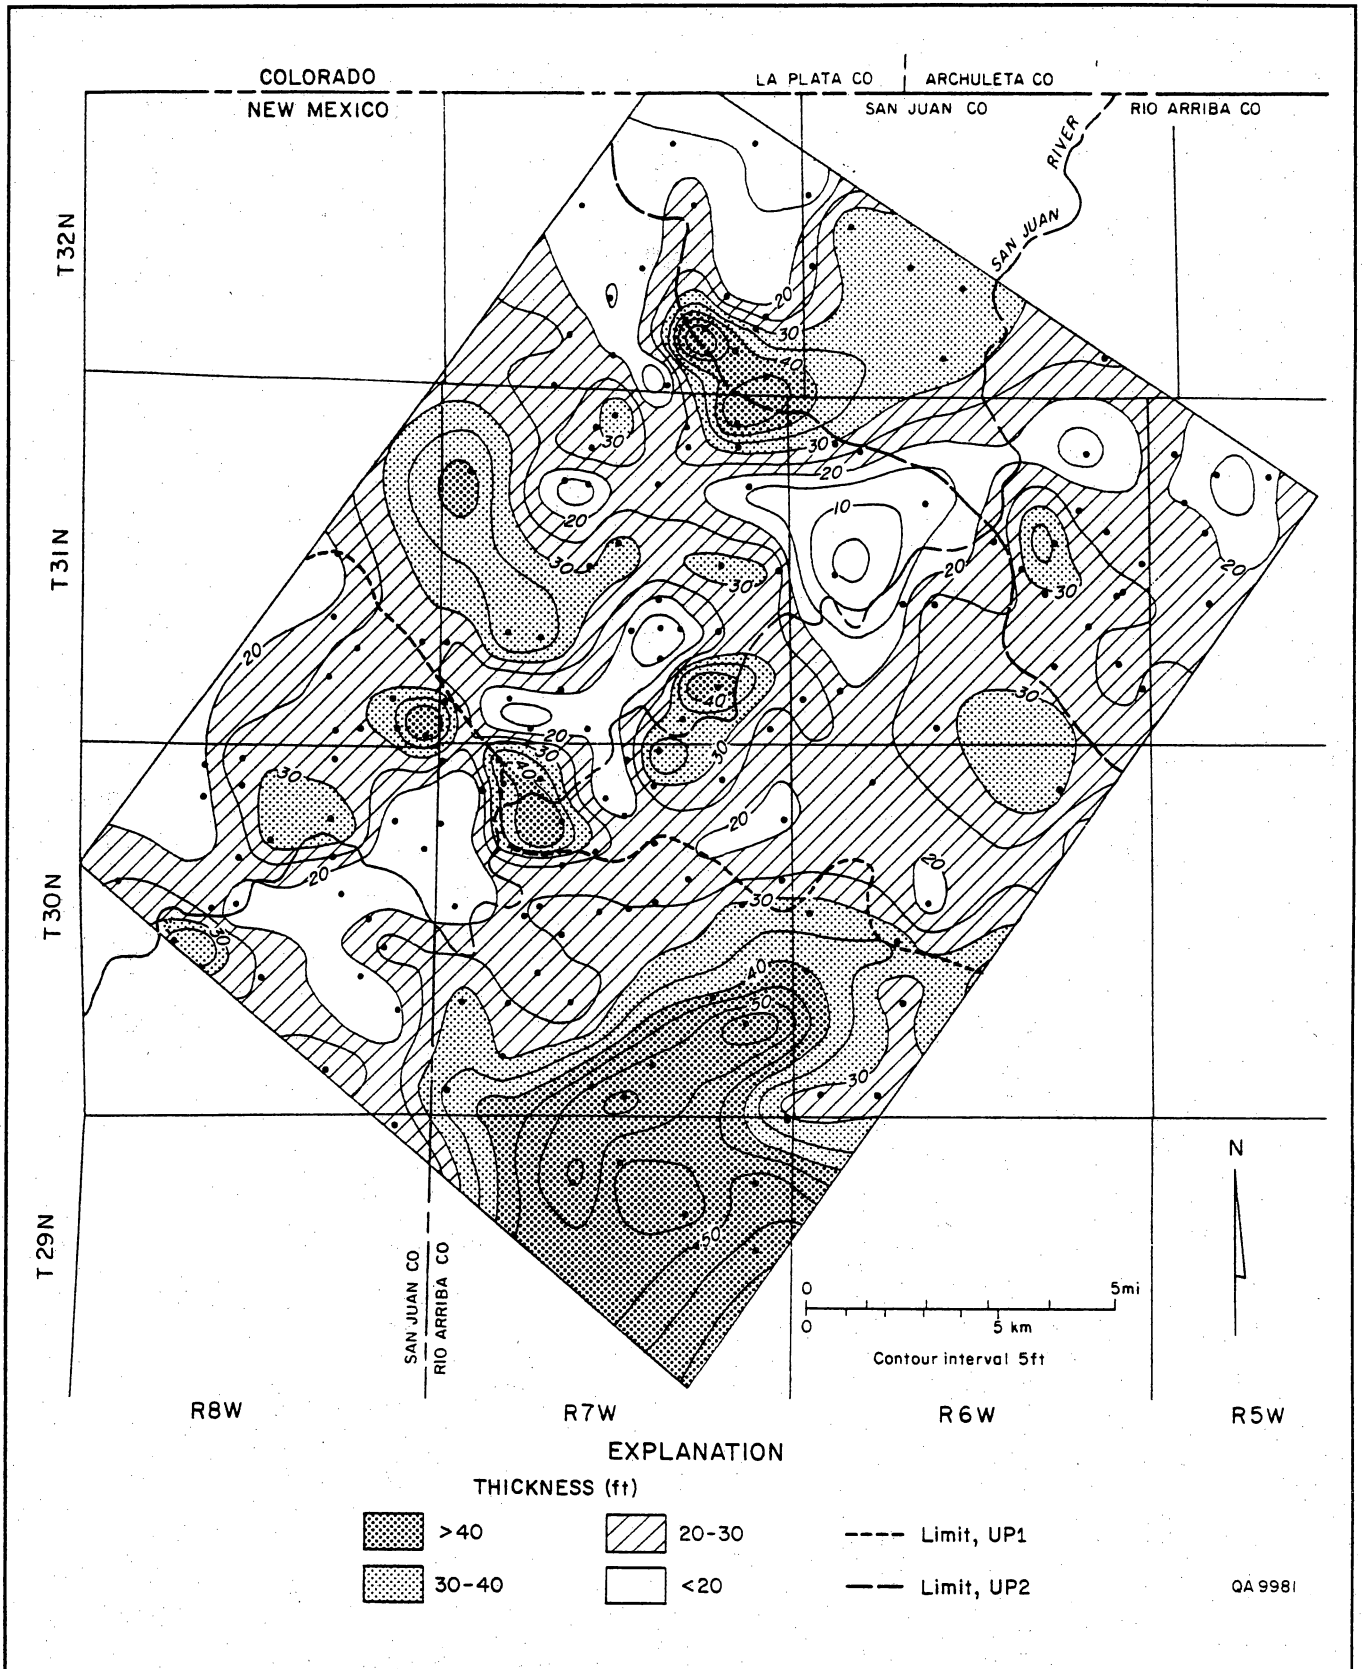 COLORADO
LA PLATA CO
ARCHULETA CO
NEW MEXICO
SAN JUAN CO
RIO ARRIBA CO
SAN JUAN RIVER
T32N
20
30
40
30
30
20
10
20
T31N
30
30
20
30
20
20
30
40
20
30
40
30
30
20
20
20
T30N
30
30
40
50
30
N
T29N
50
SAN JUAN CO
RIO ARRIBA CO
0 5mi
0 5 km
Contour interval 5ft
R8W R7W R6W R5W
EXPLANATION
THICKNESS (ft)
>40 20-30 Limit, UP1
30-40 <20 Limit, UP2
QA 9981